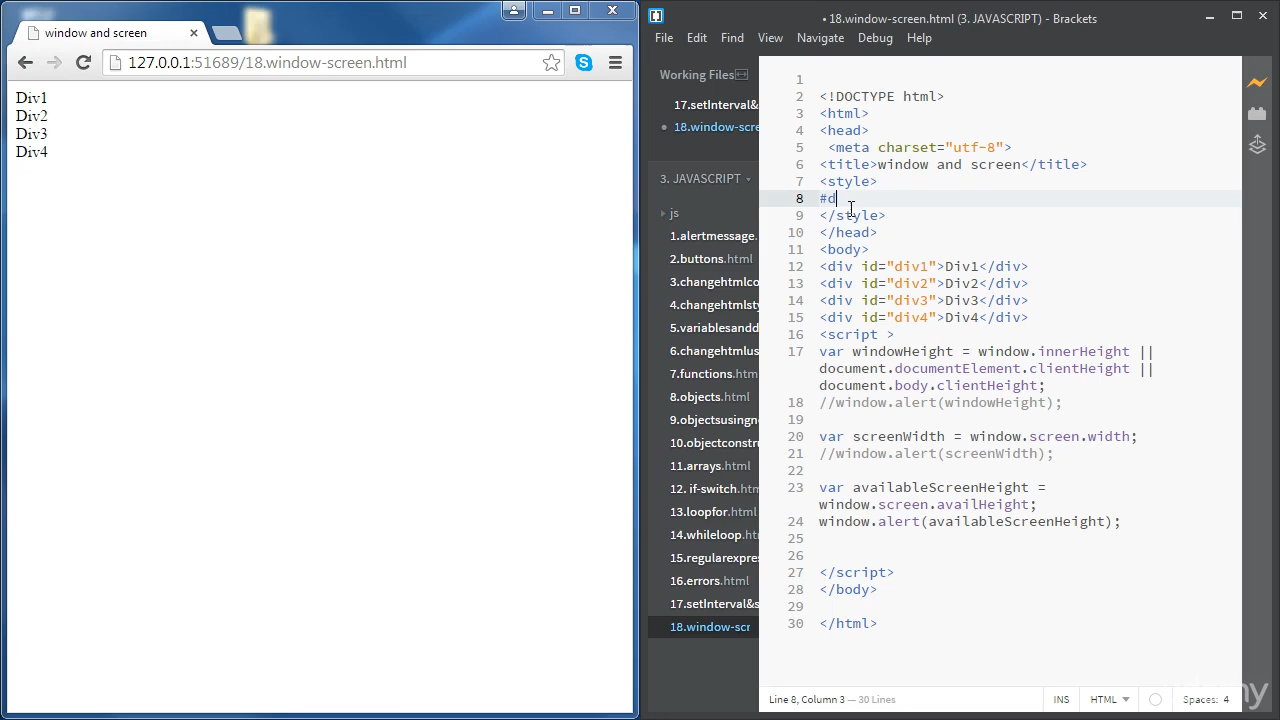 window and screen
127.0.0.1:51689/18.window-screen.html
Div1
Div2
Div3
Div4
• 18.window-screen.html (3. JAVASCRIPT) - Brackets
File Edit Find View Navigate Debug Help
Working Files
17.setInterval&
18.window-scre
3. JAVASCRIPT
js
1.alertmessage.
2.buttons.html
3.changehtmlco
4.changehtmlsty
5.variablesandd
6.changehtmlus
7.functions.htm
8.objects.html
9.objectsusingne
10.objectconstru
11.arrays.html
12. if-switch.htm
13.loopfor.html
14.whileloop.htm
15.regularexpres
16.errors.html
17.setInterval&s
18.window-scr
1
2 <!DOCTYPE html>
3 <html>
4 <head>
5 <meta charset="utf-8">
6 <title>window and screen</title>
7 <style>
8 #d
9 </style>
10 </head>
11 <body>
12 <div id="div1">Div1</div>
13 <div id="div2">Div2</div>
14 <div id="div3">Div3</div>
15 <div id="div4">Div4</div>
16 <script >
17 var windowHeight = window.innerHeight ||
document.documentElement.clientHeight ||
document.body.clientHeight;
18 //window.alert(windowHeight);
19
20 var screenWidth = window.screen.width;
21 //window.alert(screenWidth);
22
23 var availableScreenHeight =
window.screen.availHeight;
24 window.alert(availableScreenHeight);
25
26
27 </script>
28 </body>
29
30 </html>
Line 8, Column 3 — 30 Lines
INS HTML Spaces: 4